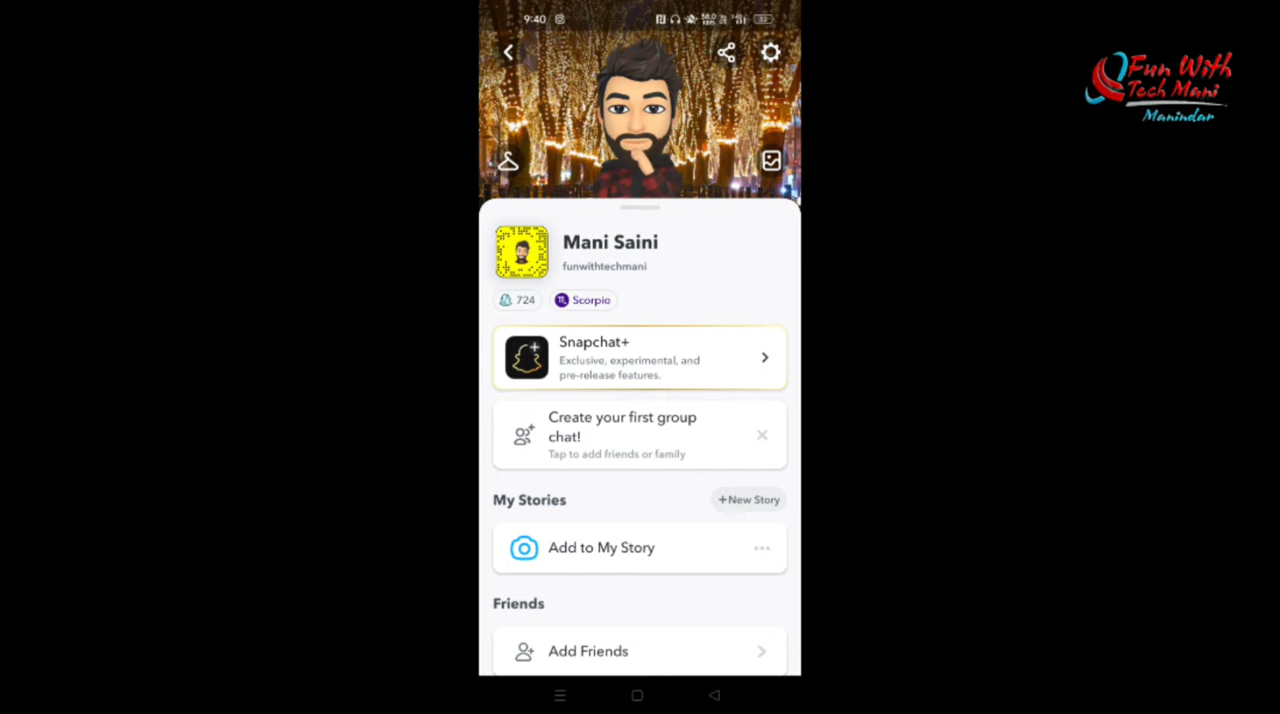 9:40
Fun With
Tech Mani
Manindar
Mani Saini
funwithtechmani
724
Scorpio
Snapchat+
Exclusive, experimental, and
pre-release features.
Create your first group
chat!
Tap to add friends or family
My Stories
+New Story
Add to My Story
Friends
Add Friends